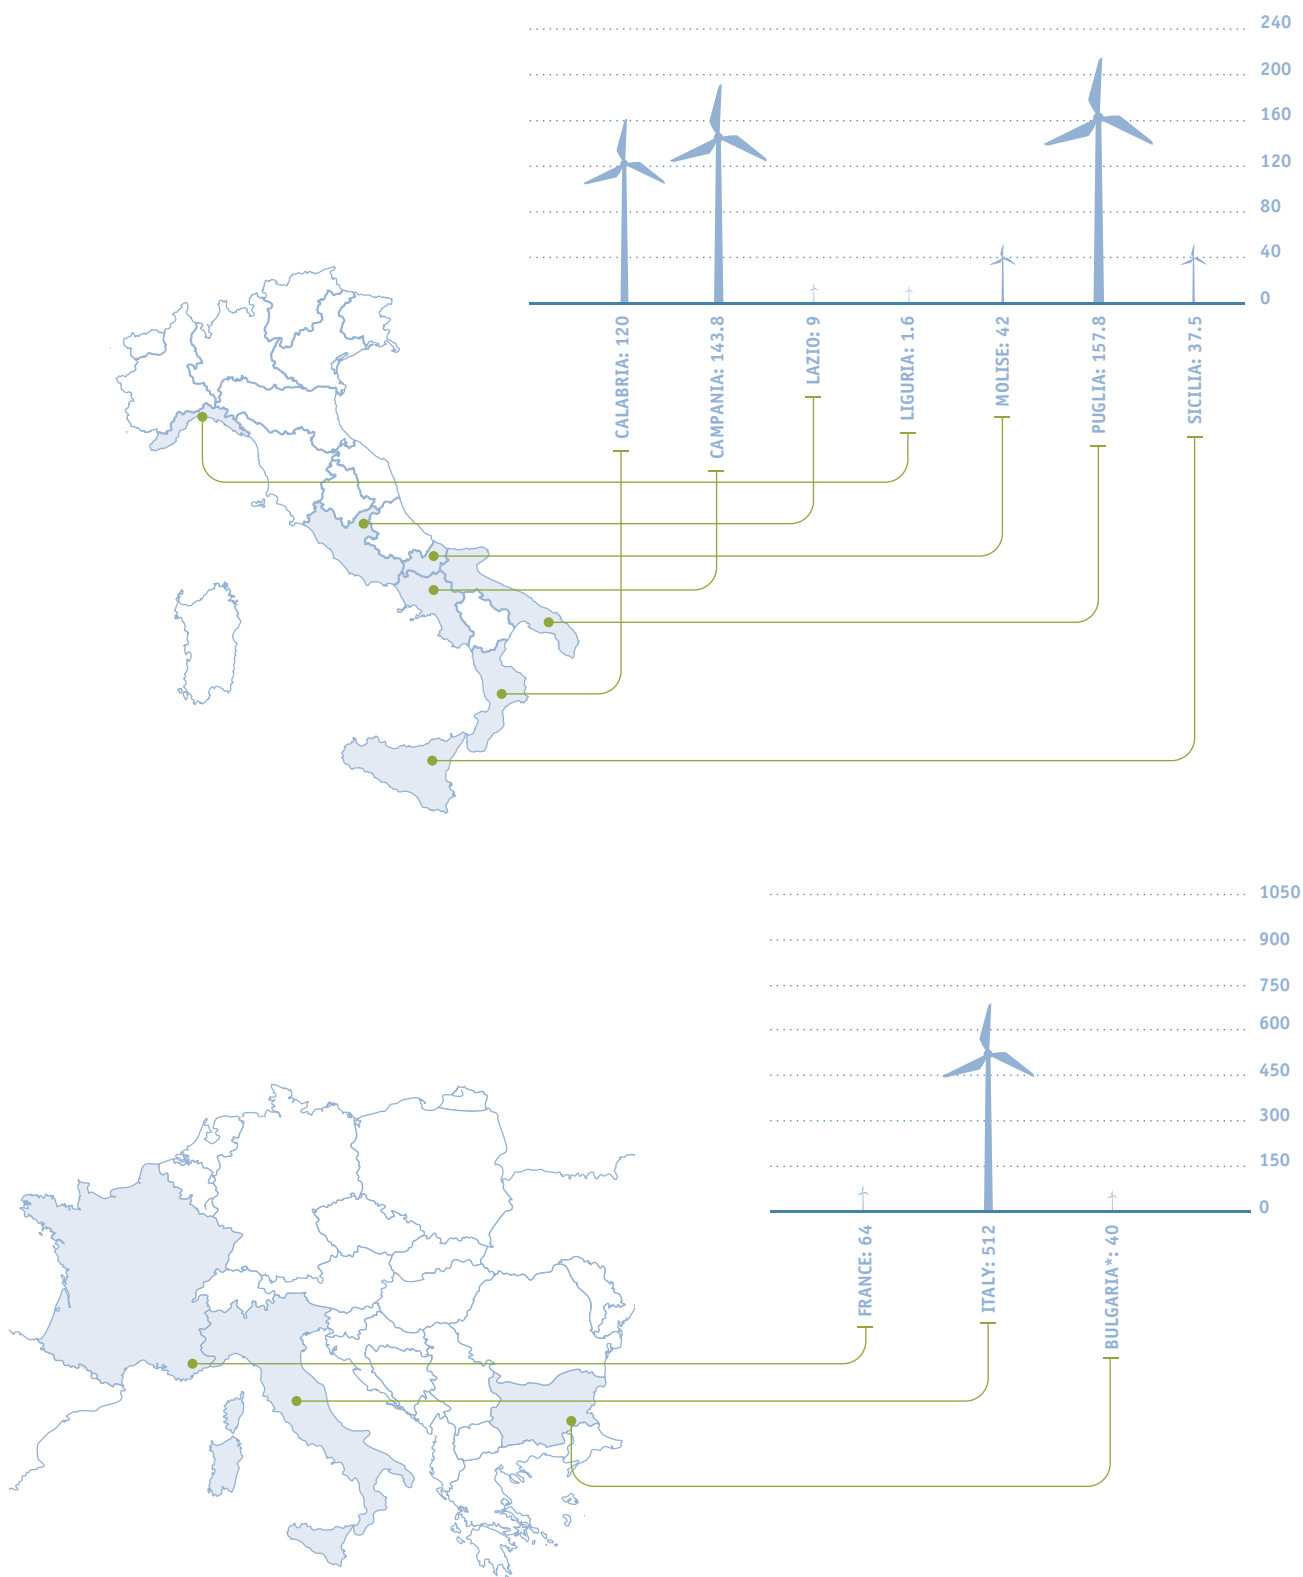 240
200
160
120
80
40
0
CALABRIA: 120
CAMPANIA: 143.8
LAZIO: 9
LIGURIA: 1.6
MOLISE: 42
PUGLIA: 157.8
SICILIA: 37.5
1050
900
750
600
450
300
150
0
FRANCE: 64
ITALY: 512
BULGARIA*: 40